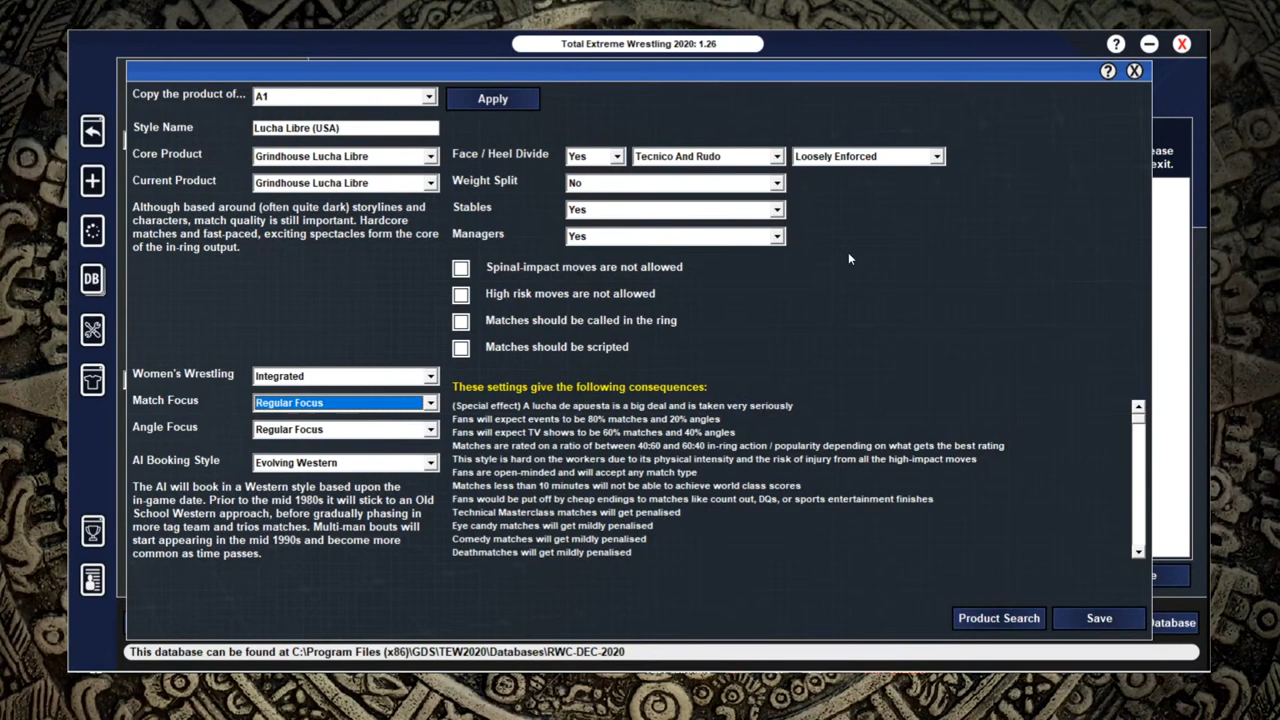 Total Extreme Wrestling 2020: 1.26
? – X
? X
Copy the product of... A1 Apply
Style Name Lucha Libre (USA)
Core Product Grindhouse Lucha Libre Face / Heel Divide Yes Tecnico And Rudo Loosely Enforced
ease
exit.
Current Product Grindhouse Lucha Libre Weight Split No
Although based around (often quite dark) storylines and
characters, match quality is still important. Hardcore
matches and fast-paced, exciting spectacles form the core
of the in-ring output.
Stables Yes
Managers Yes
DB
Spinal-impact moves are not allowed
High risk moves are not allowed
Matches should be called in the ring
Matches should be scripted
Women's Wrestling Integrated
Match Focus Regular Focus
Angle Focus Regular Focus
AI Booking Style Evolving Western
The AI will book in a Western style based upon the
in-game date. Prior to the mid 1980s it will stick to an Old
School Western approach, before gradually phasing in
more tag team and trios matches. Multi-man bouts will
start appearing in the mid 1990s and become more
common as time passes.
These settings give the following consequences:
(Special effect) A lucha de apuesta is a big deal and is taken very seriously
Fans will expect events to be 80% matches and 20% angles
Fans will expect TV shows to be 60% matches and 40% angles
Matches are rated on a ratio of between 40:60 and 60:40 in-ring action / popularity depending on what gets the best rating
This style is hard on the workers due to its physical intensity and the risk of injury from all the high-impact moves
Fans are open-minded and will accept any match type
Matches less than 10 minutes will not be able to achieve world class scores
Fans would be put off by cheap endings to matches like count out, DQs, or sports entertainment finishes
Technical Masterclass matches will get penalised
Eye candy matches will get mildly penalised
Comedy matches will get mildly penalised
Deathmatches will get mildly penalised
e
Product Search Save Database
This database can be found at C:\Program Files (x86)\GDS\TEW2020\Databases\RWC-DEC-2020